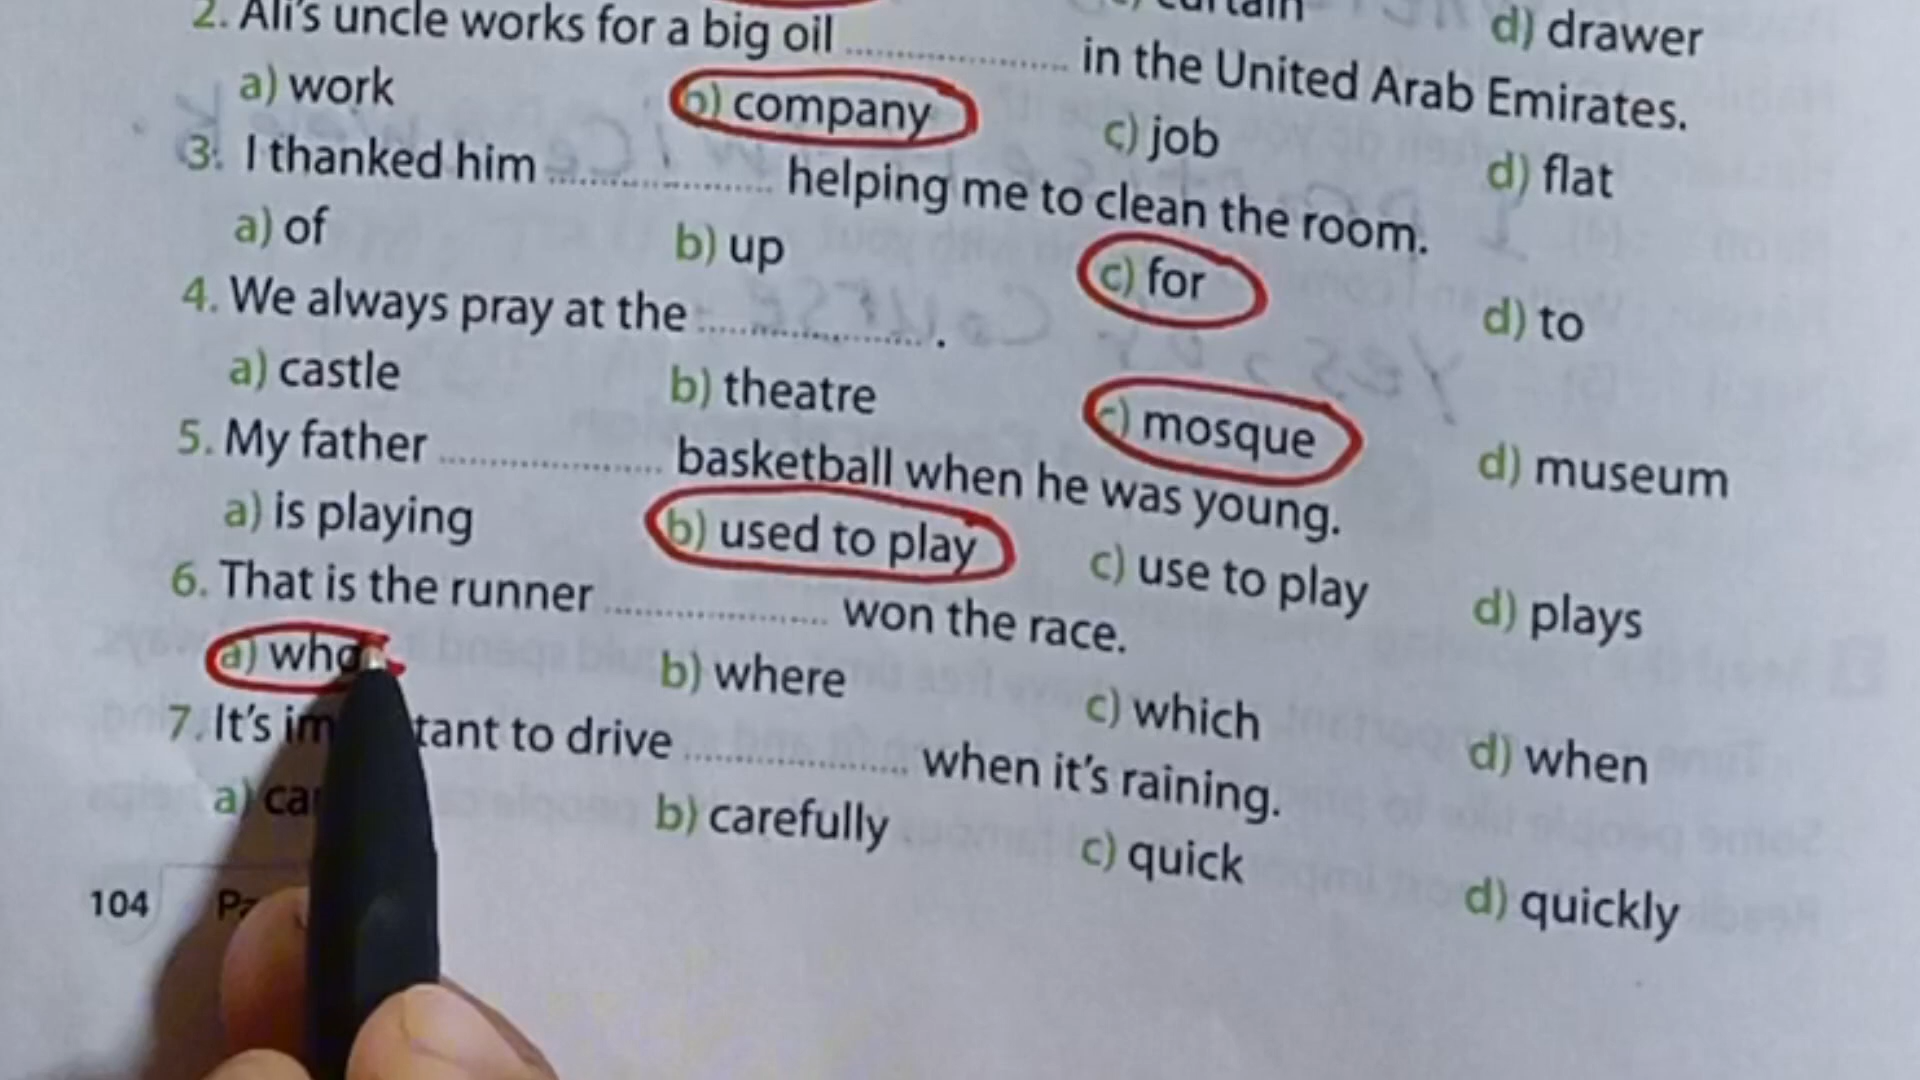 d) drawer
2. Ali's uncle works for a big oil .................. in the United Arab Emirates.
a) work b) company c) job d) flat
3. I thanked him .................. helping me to clean the room.
a) of b) up c) for d) to
4. We always pray at the .................. .
a) castle b) theatre c) mosque d) museum
5. My father .................. basketball when he was young.
a) is playing b) used to play c) use to play d) plays
6. That is the runner .................. won the race.
a) who b) where c) which d) when
7. It's im tant to drive .................. when it's raining.
a) ca b) carefully c) quick d) quickly
104